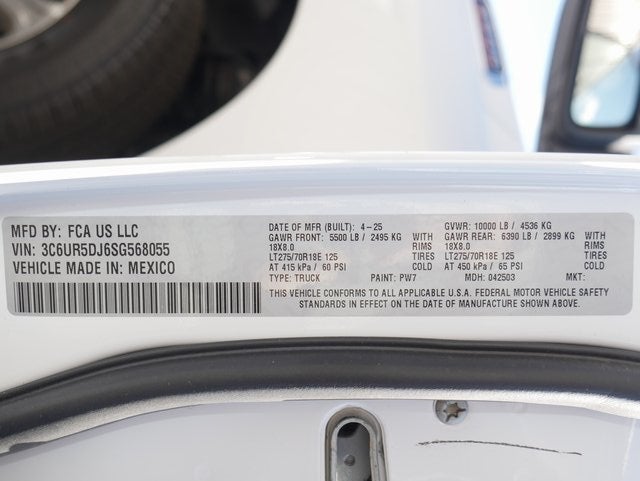 MFD BY: FCA US LLC
VIN: 3C6UR5DJ6SG568055
VEHICLE MADE IN: MEXICO
DATE OF MFR (BUILT): 4-25 GVWR: 10000 LB / 4536 KG
GAWR FRONT: 5500 LB / 2495 KG WITH GAWR REAR: 6390 LB / 2899 KG WITH
18X8.0 RIMS 18X8.0 RIMS
LT275/70R18E 125 TIRES LT275/70R18E 125 TIRES
AT 415 kPa / 60 PSI COLD AT 450 kPa / 65 PSI COLD
TYPE: TRUCK PAINT: PW7 MDH: 042503 MKT:
THIS VEHICLE CONFORMS TO ALL APPLICABLE U.S.A. FEDERAL MOTOR VEHICLE SAFETY
STANDARDS IN EFFECT ON THE DATE OF MANUFACTURE SHOWN ABOVE.